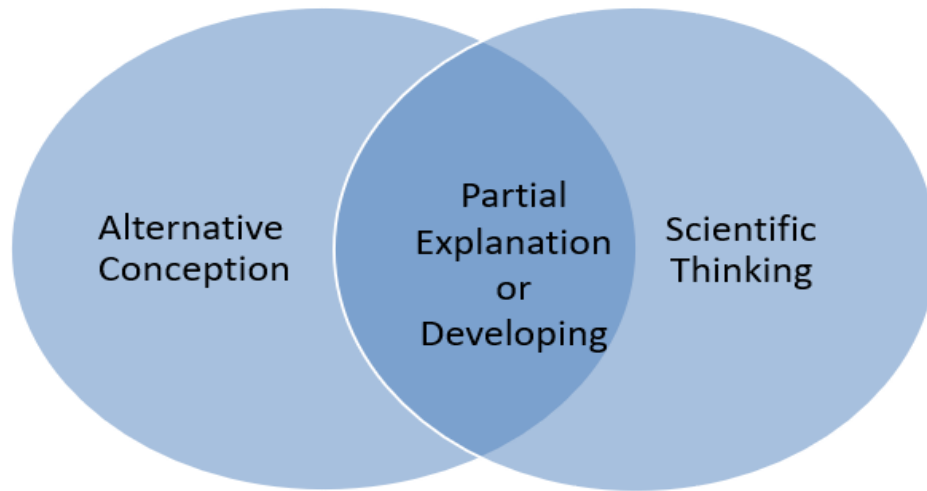 Alternative
Conception
Partial
Explanation
or
Developing
Scientific
Thinking